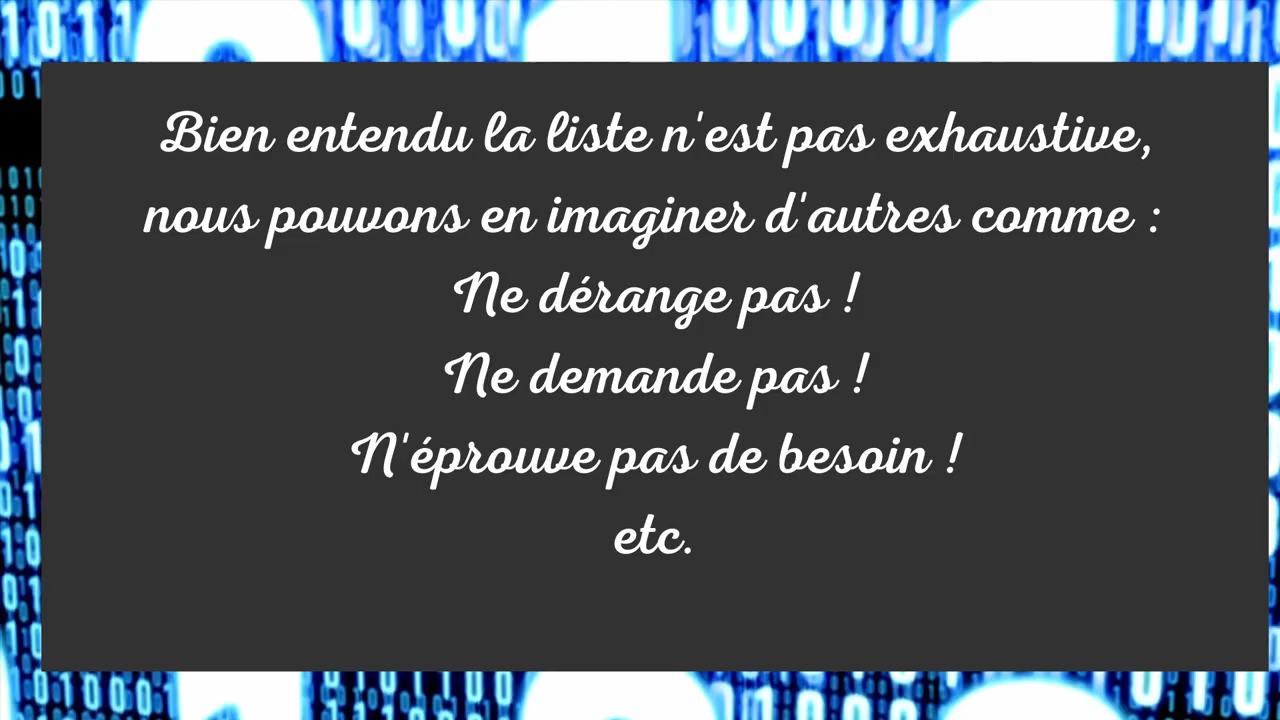 Bien entendu la liste n'est pas exhaustive,
nous pouvons en imaginer d'autres comme :
Ne dérange pas !
Ne demande pas !
N'éprouve pas de besoin !
etc.